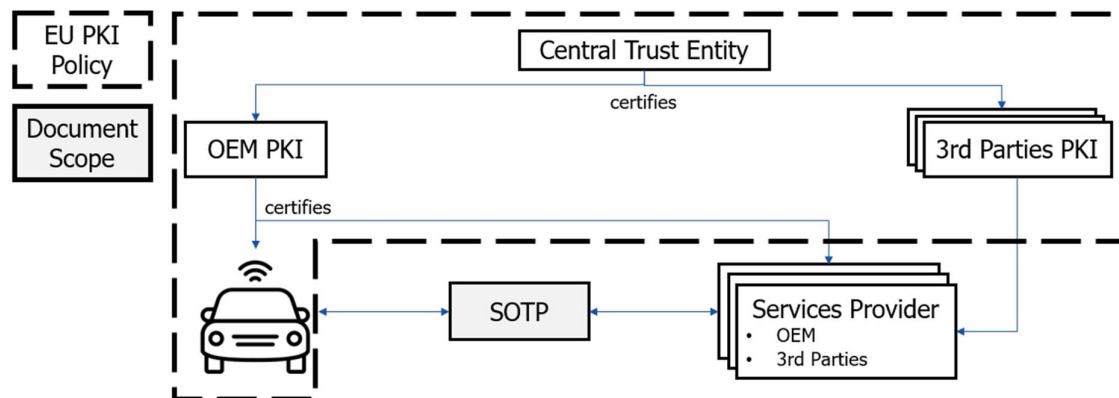 EU PKI
Policy
Central Trust Entity
certifies
Document
Scope
OEM PKI
3rd Parties PKI
certifies
SOTP
Services Provider
• OEM
• 3rd Parties